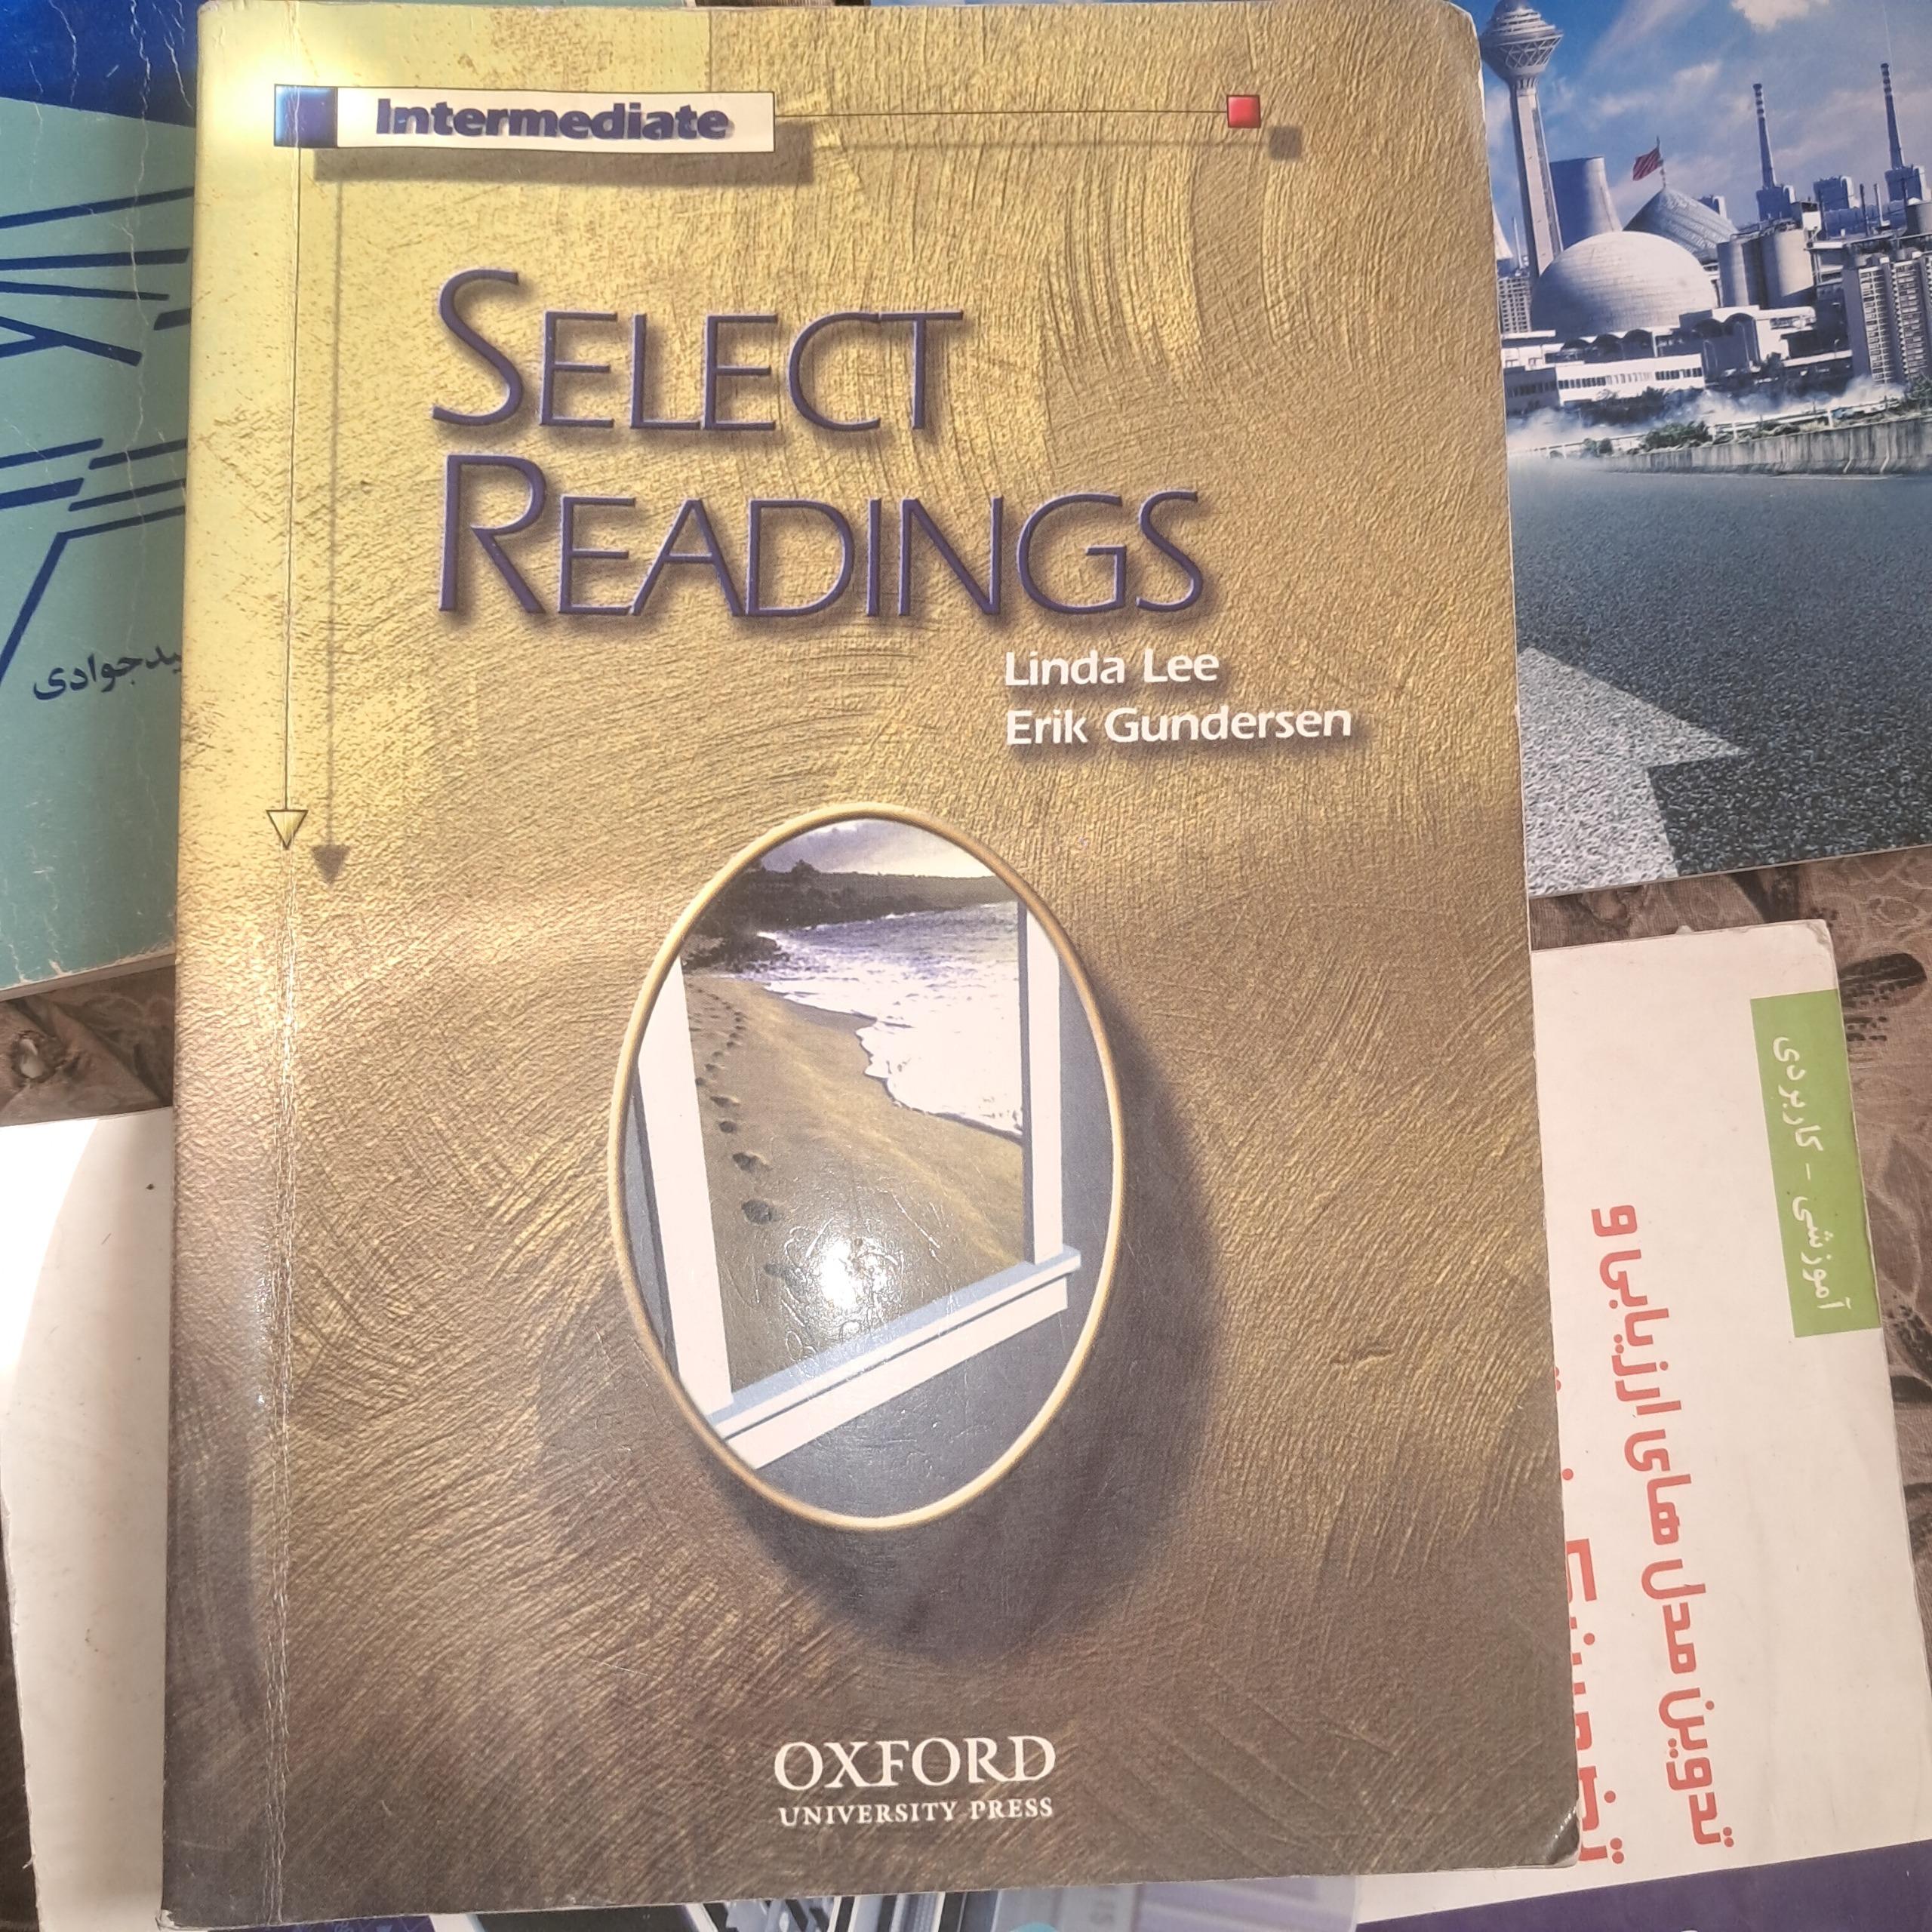 Intermediate
SELECT
READINGS
Linda Lee
Erik Gundersen
OXFORD
UNIVERSITY PRESS
آموزشی - کاربردی
تدوین مدل های ارزیابی و